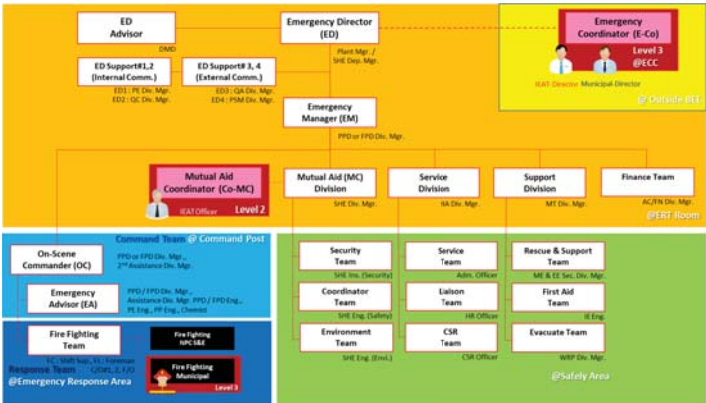 ED
Advisor
DMD
Emergency Director
(ED)
Plant Mgr. /
SHE Dep. Mgr.
Emergency
Coordinator (E-Co)
Level 3
@ECC
IEAT-Director Municipal-Director
@ Outside BEE
ED Support#1,2
(Internal Comm.)
ED1 : PE Div. Mgr.
ED2 : QC Div. Mgr.
ED Support# 3, 4
(External Comm.)
ED3 : QA Div. Mgr.
ED4 : PSM Div. Mgr.
Emergency
Manager (EM)
PPD or FPD Div. Mgr.
Mutual Aid
Coordinator (Co-MC)
IEAT Officer
Level 2
Mutual Aid (MC)
Division
SHE Div. Mgr.
Service
Division
IIA Div. Mgr.
Support
Division
MT Div. Mgr.
Finance Team
AC/FN Div. Mgr.
@ERT Room
Command Team @ Command Post
On-Scene
Commander (OC)
PPD or FPD Div. Mgr.,
2nd Assistance Div. Mgr.
Emergency
Advisor (EA)
PPD / FPD Div. Mgr.,
Assistance Div. Mgr. PPD / FPD Eng.,
PE Eng., PP Eng., Chemist
Fire Fighting
Team
FC : Shift Sup., FL : Foreman
C/O#1, 2, F/O
Response Team
@Emergency Response Area
Fire Fighting
NPC S&E
Fire Fighting
Municipal
Level 3
Security
Team
SHE Ins. (Security)
Service
Team
Adm. Officer
Rescue & Support
Team
ME & EE Sec. Div. Mgr.
Coordinator
Team
SHE Eng. (Safety)
Liaison
Team
HR Officer
First Aid
Team
IE Eng.
Environment
Team
SHE Eng. (Envi.)
CSR
Team
CSR Officer
Evacuate Team
WRP Div. Mgr.
@Safely Area